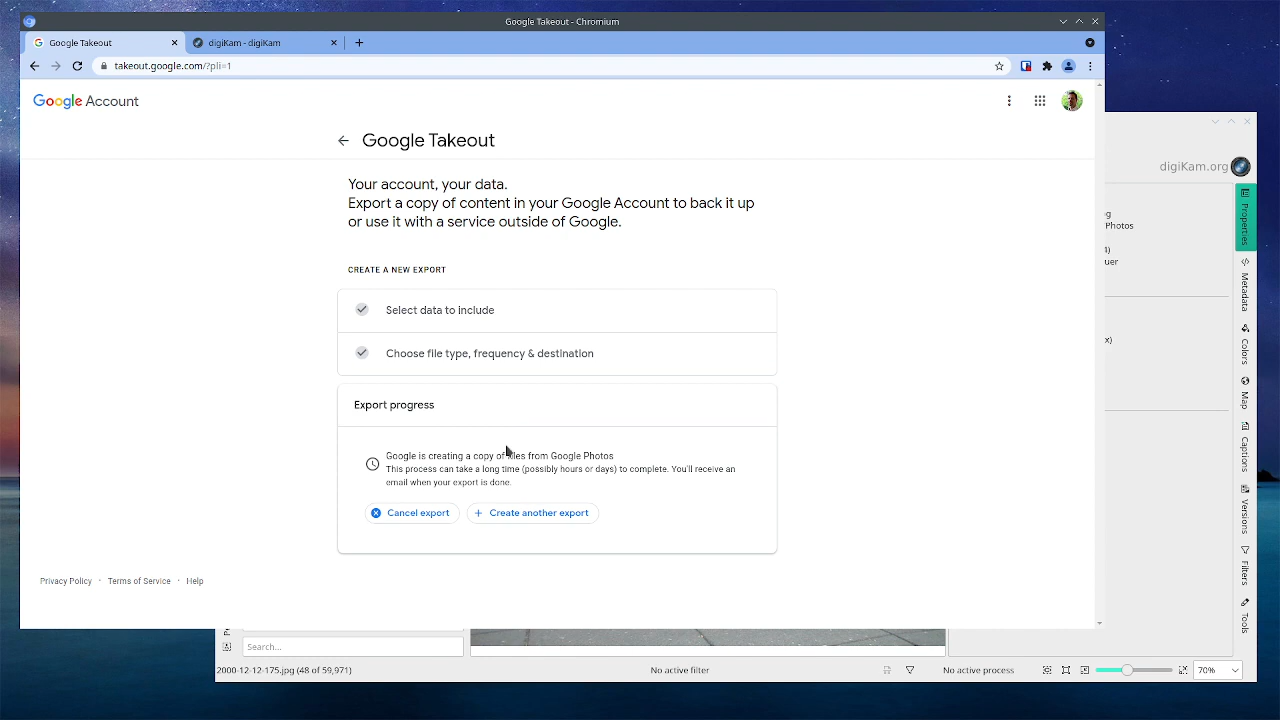 Google Takeout - Chromium
Google Takeout
digiKam - digiKam
takeout.google.com/?pli=1
Google Account
Google Takeout
Your account, your data.
Export a copy of content in your Google Account to back it up
or use it with a service outside of Google.
CREATE A NEW EXPORT
Select data to include
Choose file type, frequency & destination
Export progress
Google is creating a copy of files from Google Photos
This process can take a long time (possibly hours or days) to complete. You'll receive an
email when your export is done.
Cancel export
Create another export
Privacy Policy • Terms of Service • Help
digiKam.org
Photos
Properties
Metadata
Colors
Map
Captions
Versions
Filters
Tools
Search...
2000-12-12-175.jpg (48 of 59,971)
No active filter
No active process
70%